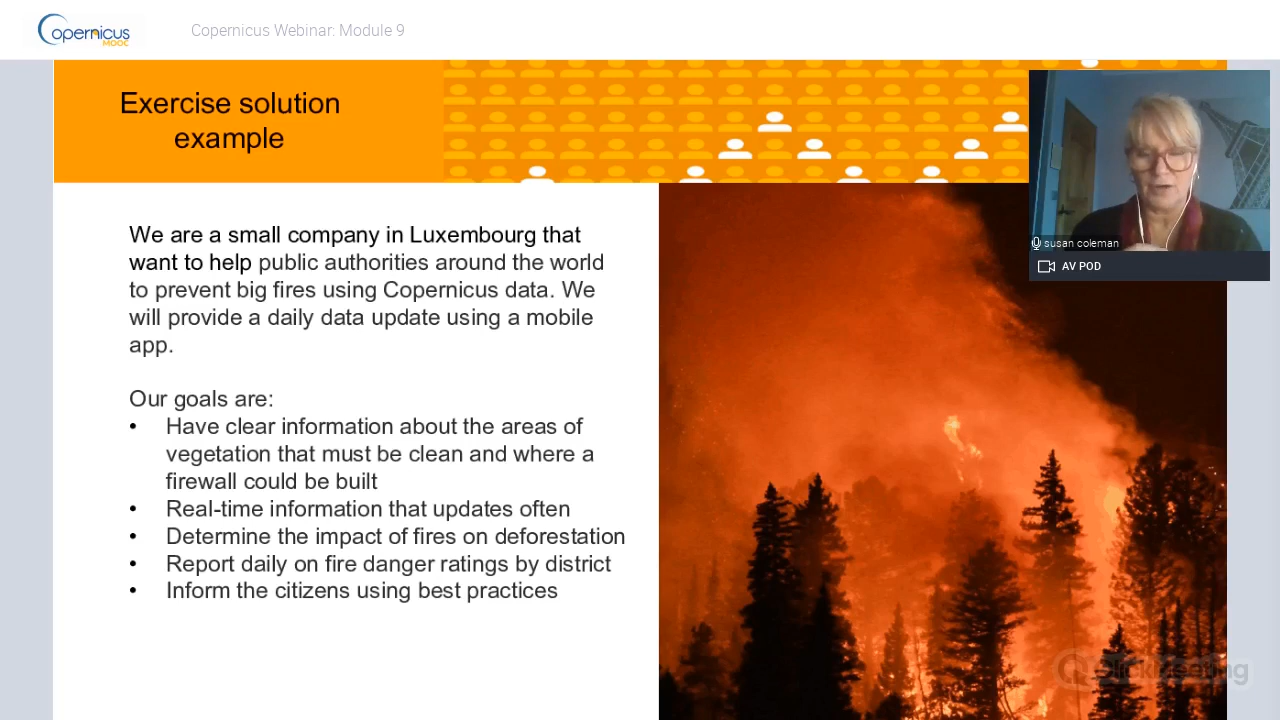 Copernicus
MOOC
Copernicus Webinar: Module 9
Exercise solution
example
susan coleman
AV POD
We are a small company in Luxembourg that
want to help public authorities around the world
to prevent big fires using Copernicus data. We
will provide a daily data update using a mobile
app.
Our goals are:
• Have clear information about the areas of
vegetation that must be clean and where a
firewall could be built
• Real-time information that updates often
• Determine the impact of fires on deforestation
• Report daily on fire danger ratings by district
• Inform the citizens using best practices
ClickMeeting